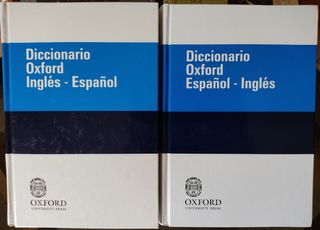 Diccionario
Oxford
Inglés - Español
OXFORD
UNIVERSITY PRESS
Diccionario
Oxford
Español - Inglés
OXFORD
UNIVERSITY PRESS